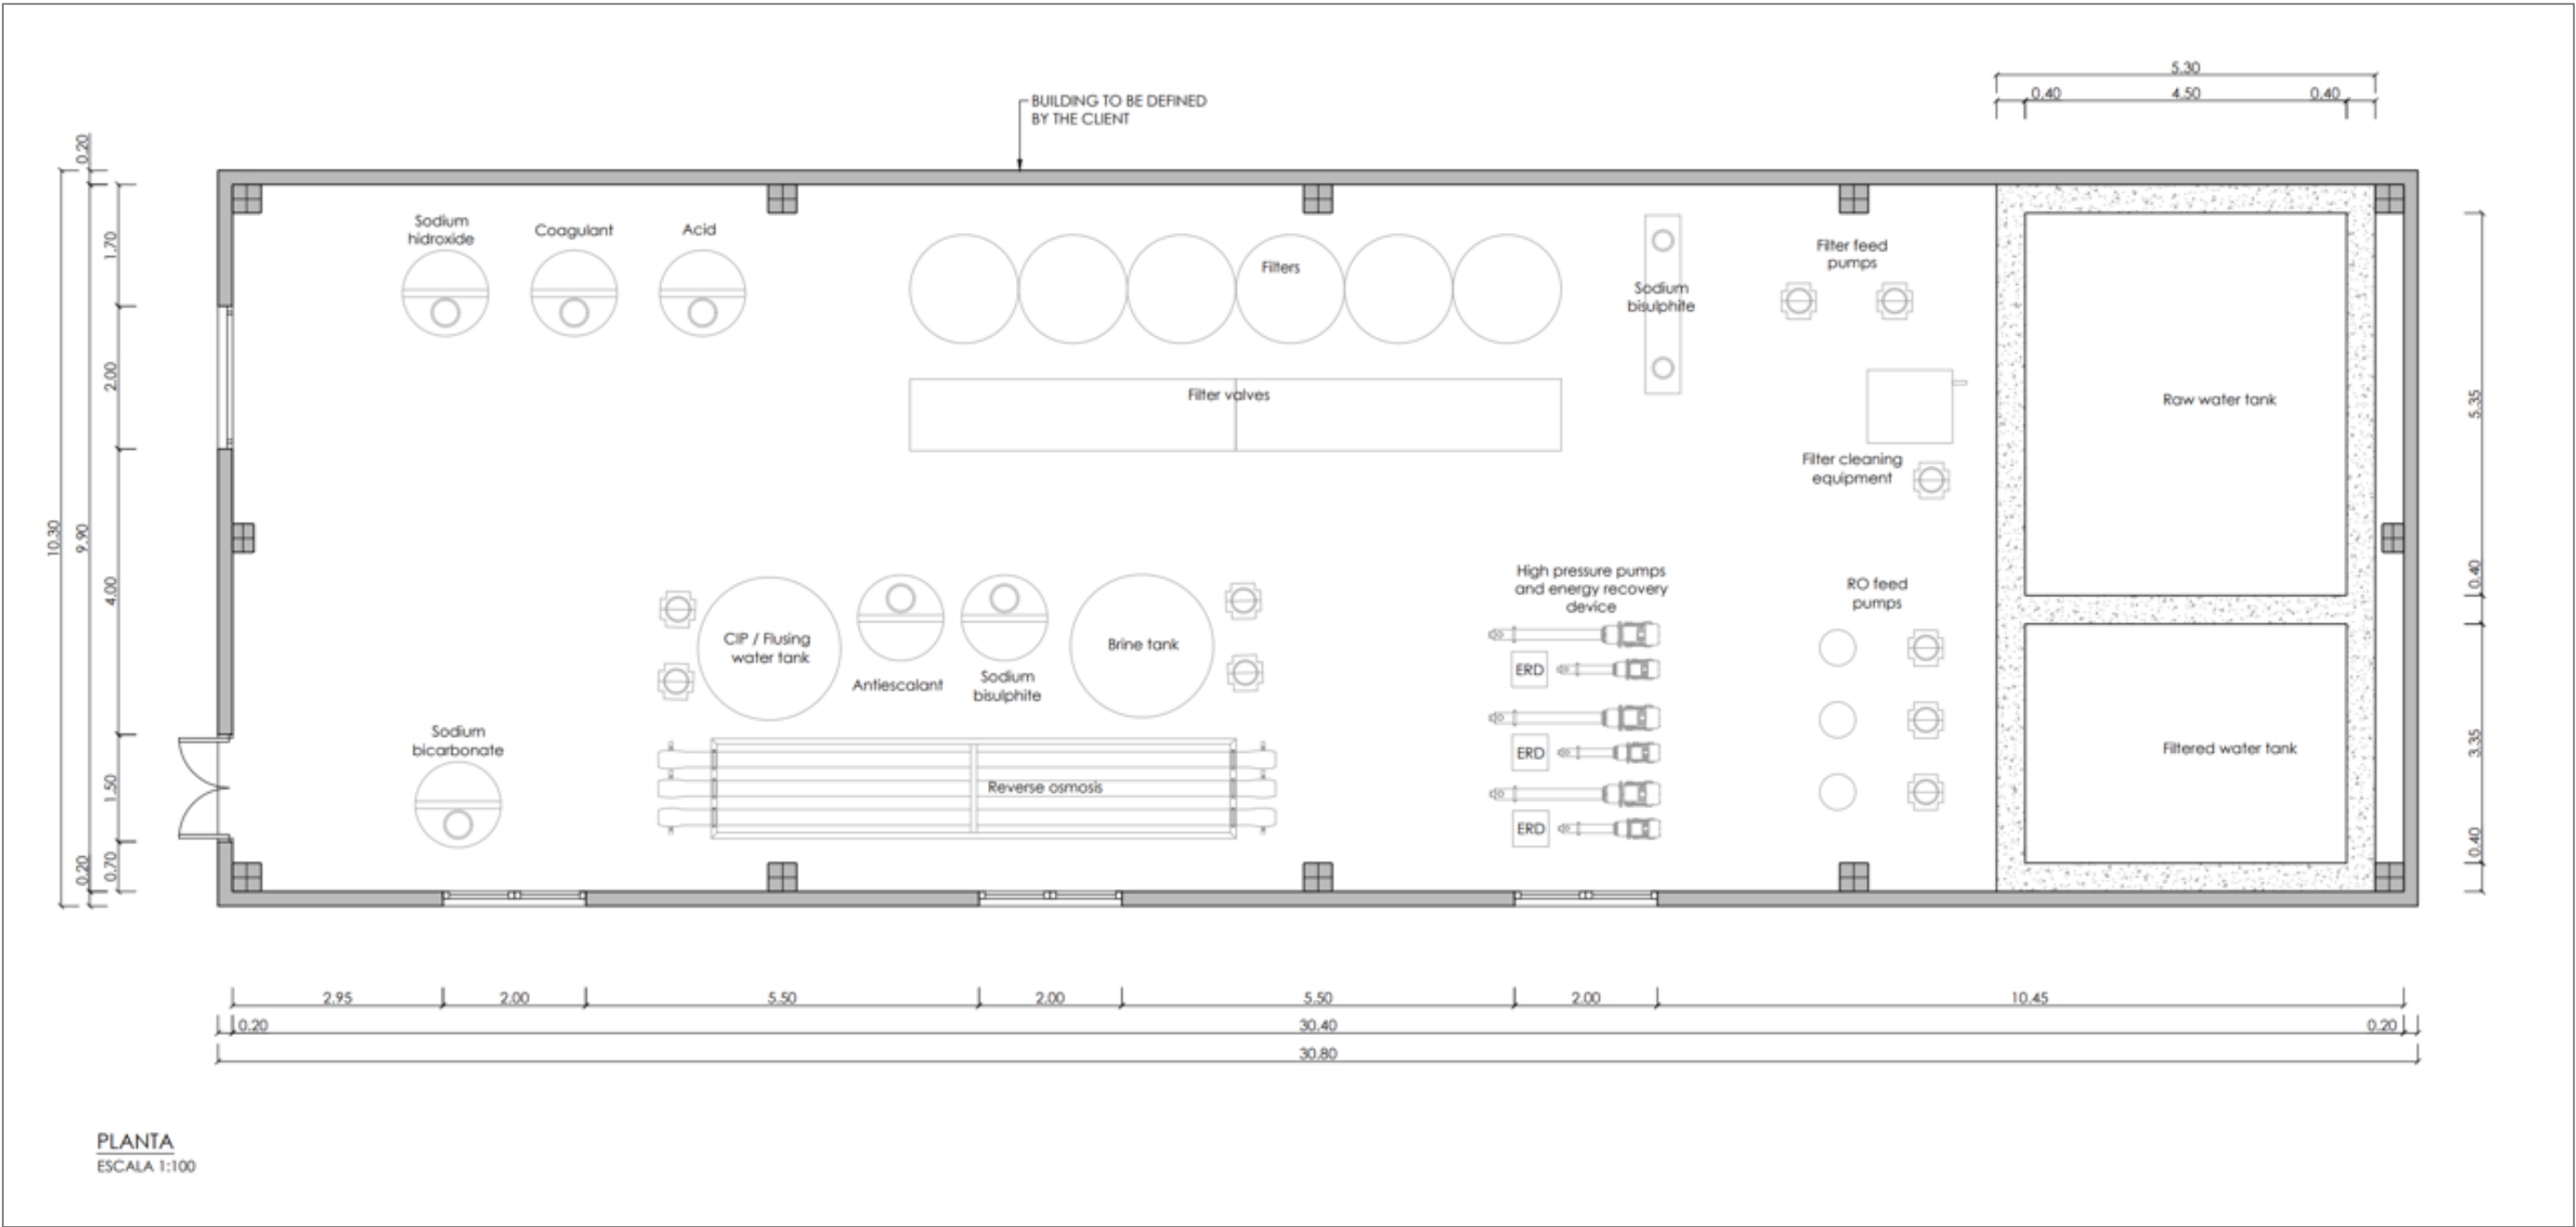 5.30
0.40
4.50
0.40
BUILDING TO BE DEFINED
BY THE CLIENT
0.20
1.70
2.00
4.00
1.50
0.70
0.20
9.90
10.30
Sodium
hidroxide
Coagulant
Acid
Filters
Filter valves
Sodium
bisulphite
Filter feed
pumps
Filter cleaning
equipment
Raw water tank
5.35
0.40
3.35
0.40
CIP / Flusing
water tank
Antiescalant
Sodium
bisulphite
Brine tank
High pressure pumps
and energy recovery
device
ERD
ERD
ERD
RO feed
pumps
Filtered water tank
Sodium
bicarbonate
Reverse osmosis
2.95
2.00
5.50
2.00
5.50
2.00
10.45
0.20
30.40
0.20
30.80
PLANTA
ESCALA 1:100